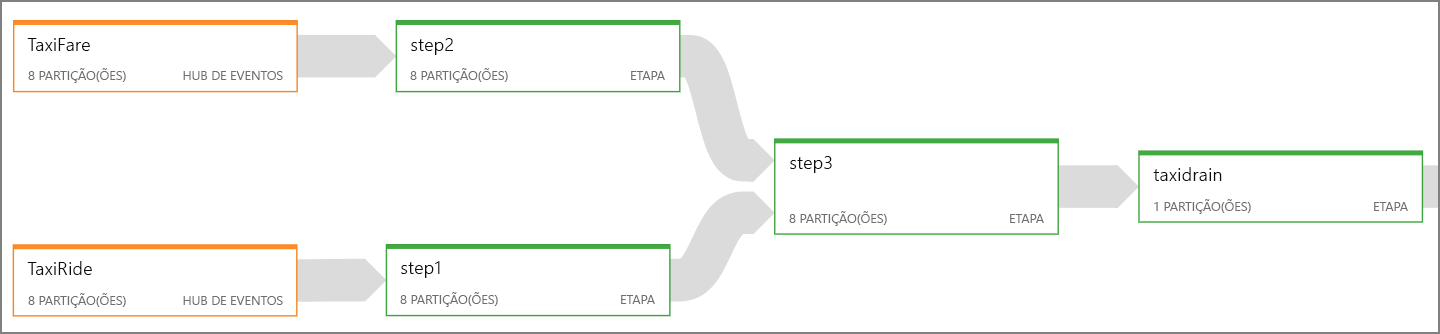 TaxiFare
8 PARTIÇÃO(ÕES) HUB DE EVENTOS
step2
8 PARTIÇÃO(ÕES) ETAPA
step3
8 PARTIÇÃO(ÕES) ETAPA
taxidrain
1 PARTIÇÃO(ÕES) ETAPA
TaxiRide
8 PARTIÇÃO(ÕES) HUB DE EVENTOS
step1
8 PARTIÇÃO(ÕES) ETAPA